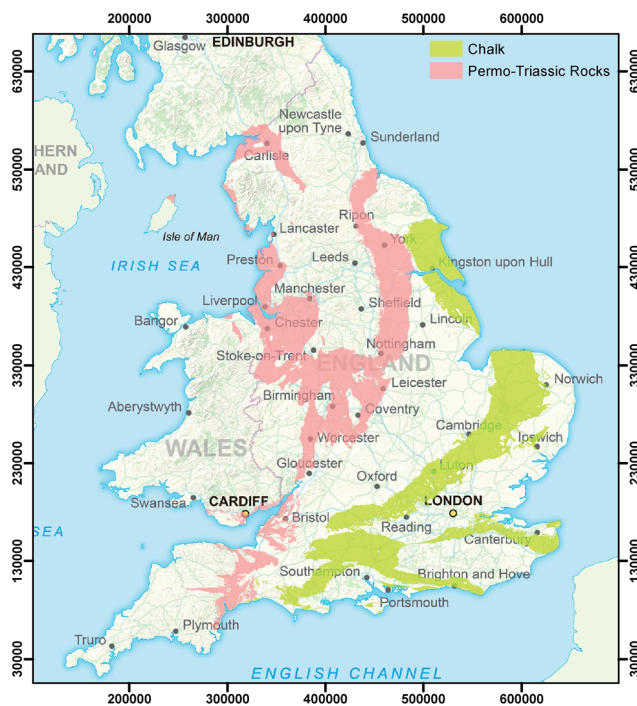 200000 300000 400000 500000 600000
Chalk
Permo-Triassic Rocks
630000
530000
430000
330000
230000
130000
30000
630000
530000
430000
330000
230000
130000
30000
Glasgow
EDINBURGH
Newcastle
upon Tyne
Sunderland
HERN
AND
Carlisle
Ripon
Isle of Man
Lancaster
York
IRISH SEA
Preston
Leeds
Kingston upon Hull
Manchester
Liverpool
Sheffield
Bangor
Chester
Lincoln
Stoke-on-Trent
Nottingham
ENGLAND
Norwich
Leicester
Birmingham
Aberystwyth
Coventry
Cambridge
Ipswich
WALES
Worcester
Gloucester
Luton
Oxford
Swansea
CARDIFF
LONDON
Bristol
Reading
SEA
Canterbury
Southampton
Brighton and Hove
Portsmouth
Plymouth
Truro
ENGLISH CHANNEL
200000 300000 400000 500000 600000